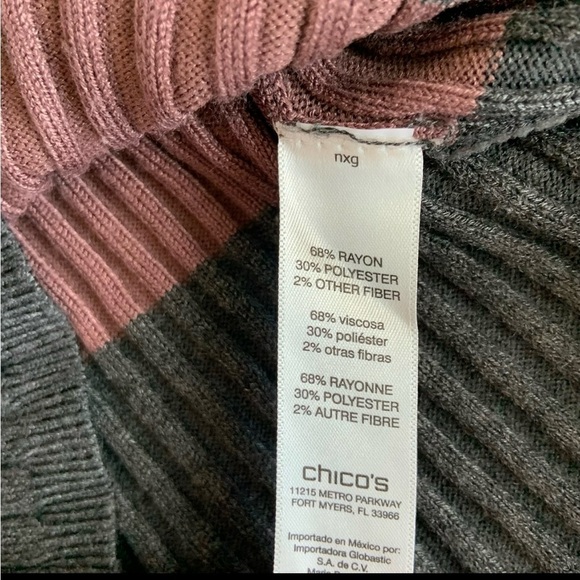 nxg
68% RAYON
30% POLYESTER
2% OTHER FIBER
68% viscosa
30% poliéster
2% otras fibras
68% RAYONNE
30% POLYESTER
2% AUTRE FIBRE
chico's
11215 METRO PARKWAY
FORT MYERS, FL 33966
Importado en México por:
Importadora Globastic
S.A. de C.V.